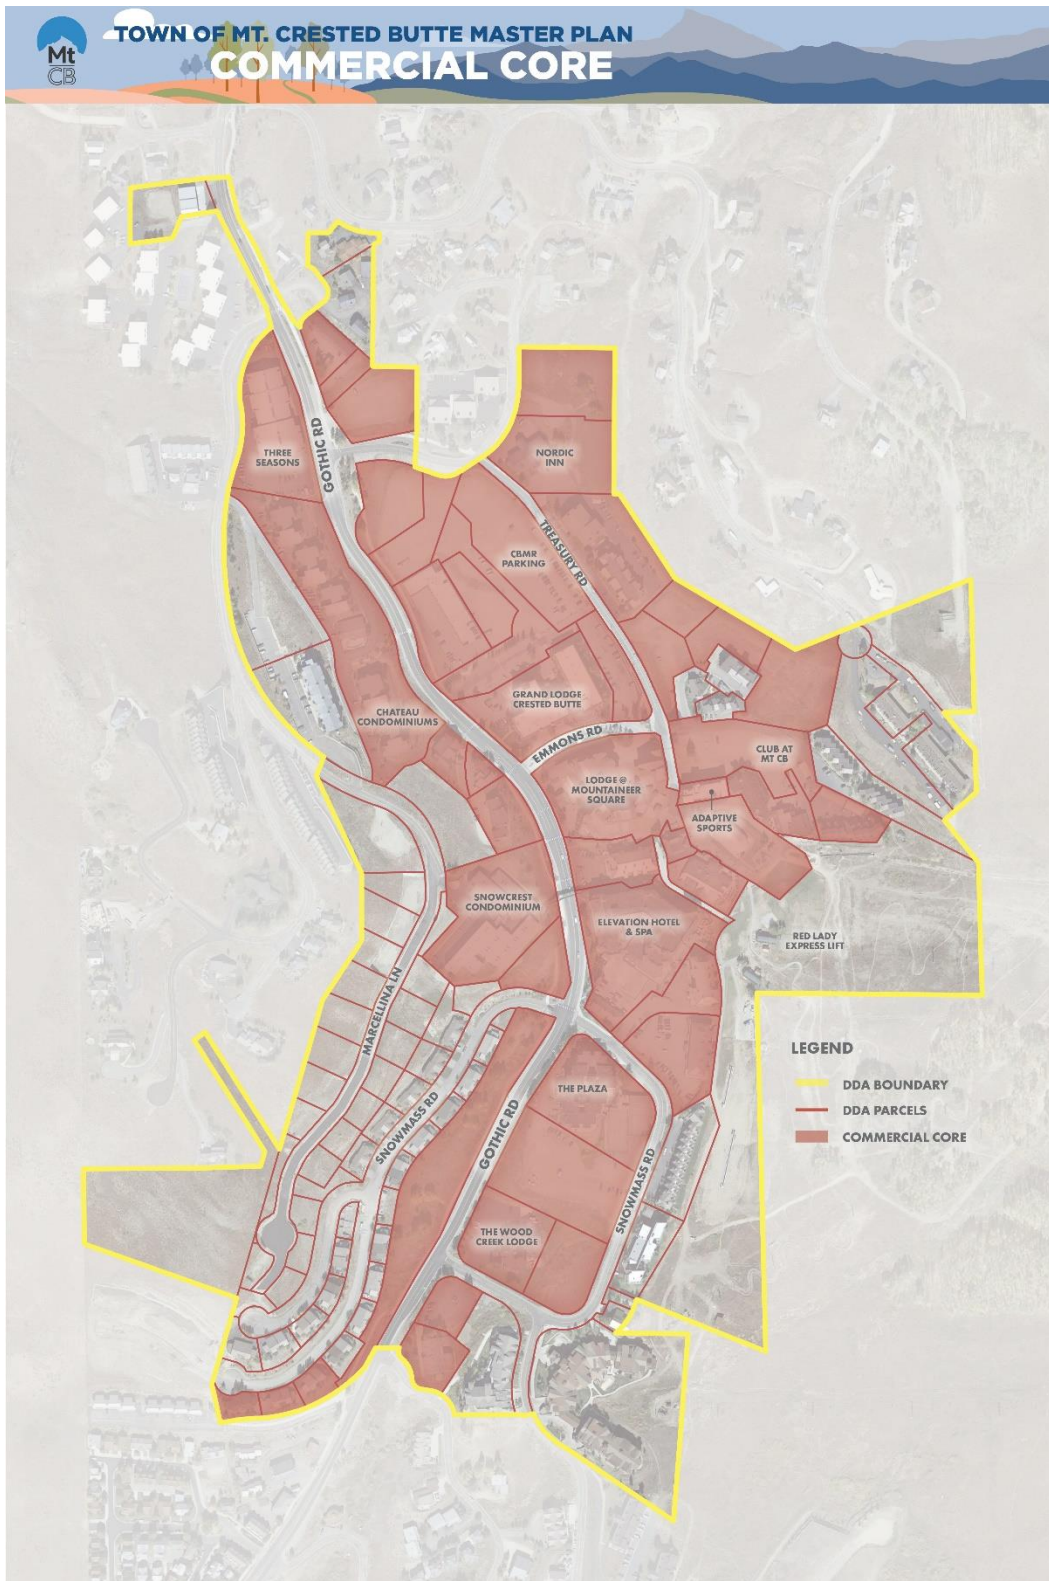 Mt
CB
TOWN OF MT. CRESTED BUTTE MASTER PLAN
COMMERCIAL CORE
GOTHIC RD
THREE
SEASONS
NORDIC
INN
TREASURY RD
CBMR
PARKING
GRAND LODGE
CRESTED BUTTE
CHATEAU
CONDOMINIUMS
EMMONS RD
CLUB AT
MT CB
LODGE @
MOUNTAINEER
SQUARE
ADAPTIVE
SPORTS
SNOWCREST
CONDOMINIUM
ELEVATION HOTEL
& SPA
RED LADY
EXPRESS LIFT
MARCELLINA LN
LEGEND
DDA BOUNDARY
DDA PARCELS
COMMERCIAL CORE
THE PLAZA
SNOWMASS RD
GOTHIC RD
SNOWMASS RD
THE WOOD
CREEK LODGE